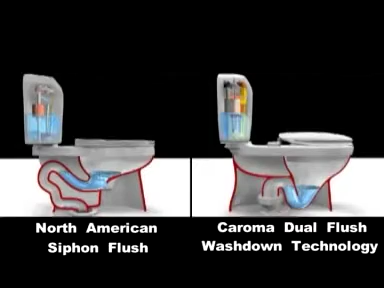 North American
Siphon Flush
Caroma Dual Flush
Washdown Technology